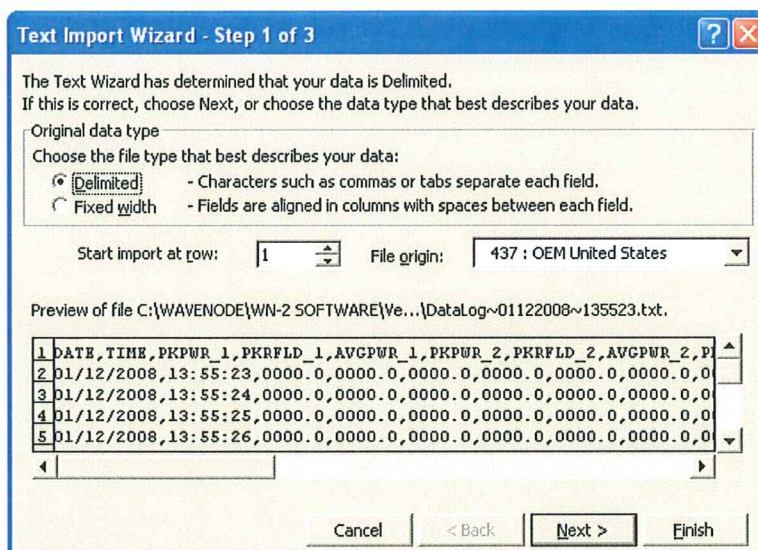 Text Import Wizard - Step 1 of 3
The Text Wizard has determined that your data is Delimited.
If this is correct, choose Next, or choose the data type that best describes your data.
Original data type
Choose the file type that best describes your data:
Delimited - Characters such as commas or tabs separate each field.
Fixed width - Fields are aligned in columns with spaces between each field.
Start import at row: 1 File origin: 437 : OEM United States
Preview of file C:\WAVENODE\WN-2 SOFTWARE\Ve...\DataLog~01122008~135523.txt.
1 DATE,TIME,PKPWR_1,PKRFLD_1,AVGPWR_1,PKPWR_2,PKRFLD_2,AVGPWR_2,P
2 01/12/2008,13:55:23,0000.0,0000.0,0000.0,0000.0,0000.0,0000.0,0
3 01/12/2008,13:55:24,0000.0,0000.0,0000.0,0000.0,0000.0,0000.0,0
4 01/12/2008,13:55:25,0000.0,0000.0,0000.0,0000.0,0000.0,0000.0,0
5 01/12/2008,13:55:26,0000.0,0000.0,0000.0,0000.0,0000.0,0000.0,0
Cancel < Back Next > Finish